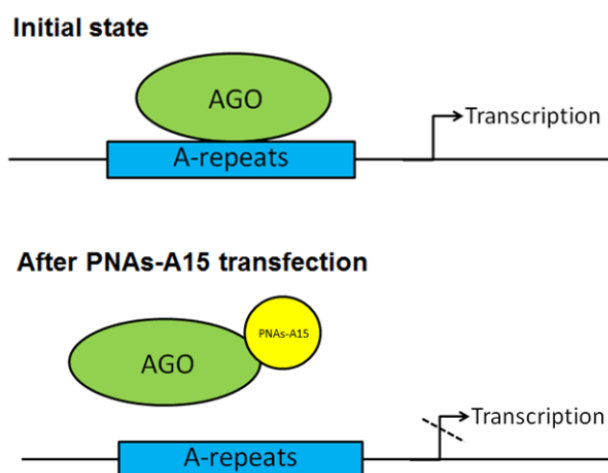 Initial state
AGO
A-repeats
Transcription
After PNAs-A15 transfection
PNAs-A15
AGO
Transcription
A-repeats